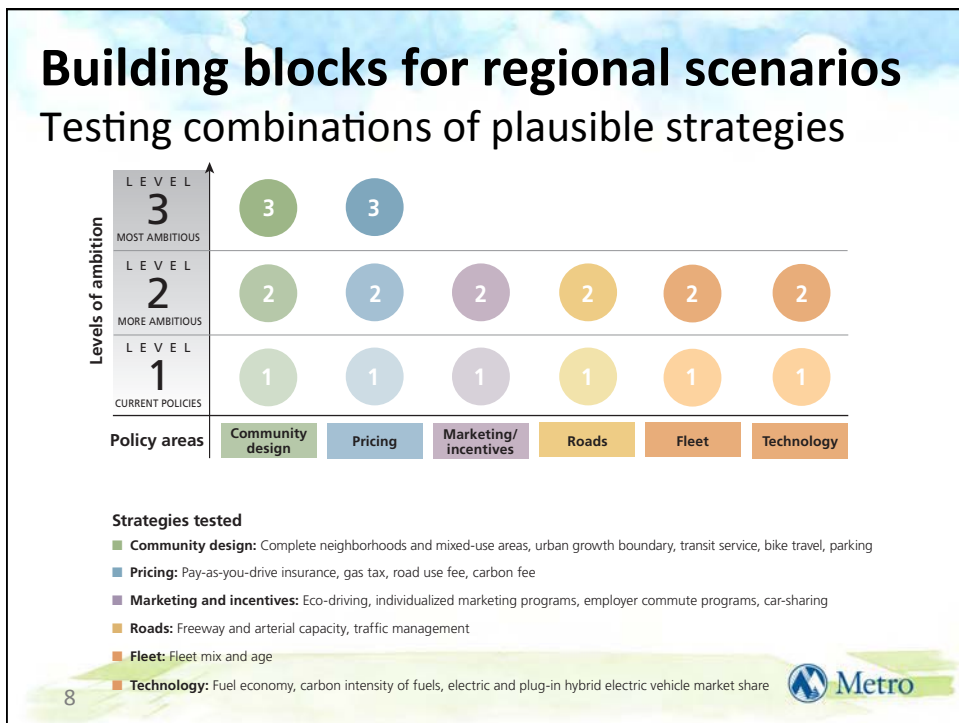 Building blocks for regional scenarios
Testing combinations of plausible strategies
Levels of ambition
LEVEL
3
MOST AMBITIOUS
3 3
LEVEL
2
MORE AMBITIOUS
2 2 2 2 2 2
LEVEL
1
CURRENT POLICIES
1 1 1 1 1 1
Policy areas
Community
design
Pricing
Marketing/
incentives
Roads
Fleet
Technology
Strategies tested
Community design: Complete neighborhoods and mixed-use areas, urban growth boundary, transit service, bike travel, parking
Pricing: Pay-as-you-drive insurance, gas tax, road use fee, carbon fee
Marketing and incentives: Eco-driving, individualized marketing programs, employer commute programs, car-sharing
Roads: Freeway and arterial capacity, traffic management
Fleet: Fleet mix and age
Technology: Fuel economy, carbon intensity of fuels, electric and plug-in hybrid electric vehicle market share
8
Metro